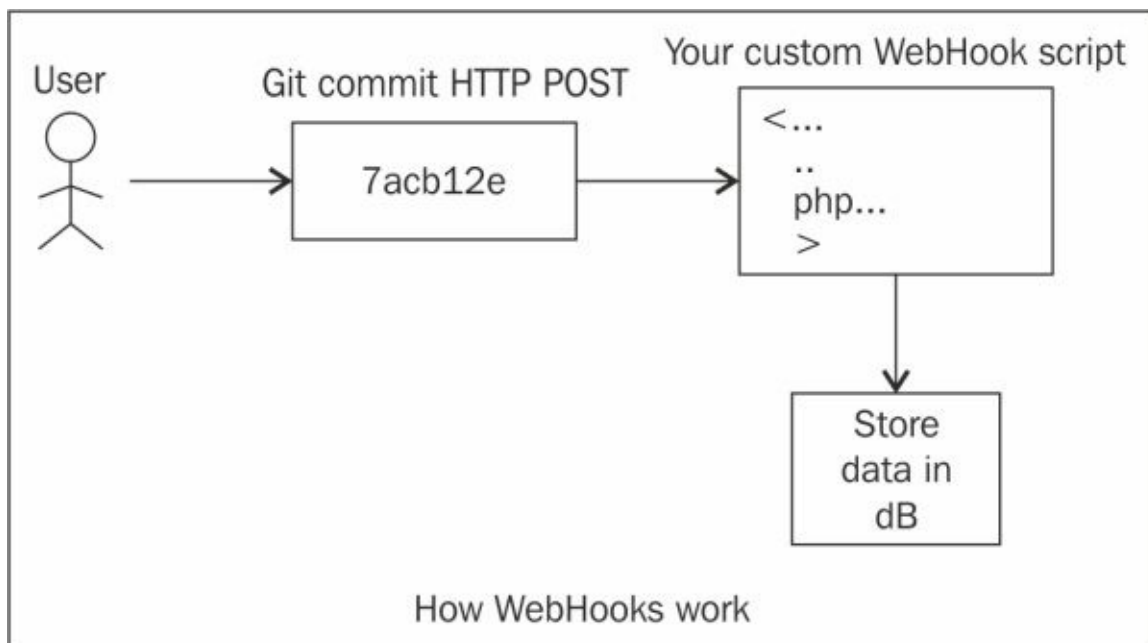 User
Git commit HTTP POST
Your custom WebHook script
7acb12e
<...
..
php...
>
Store
data in
dB
How WebHooks work